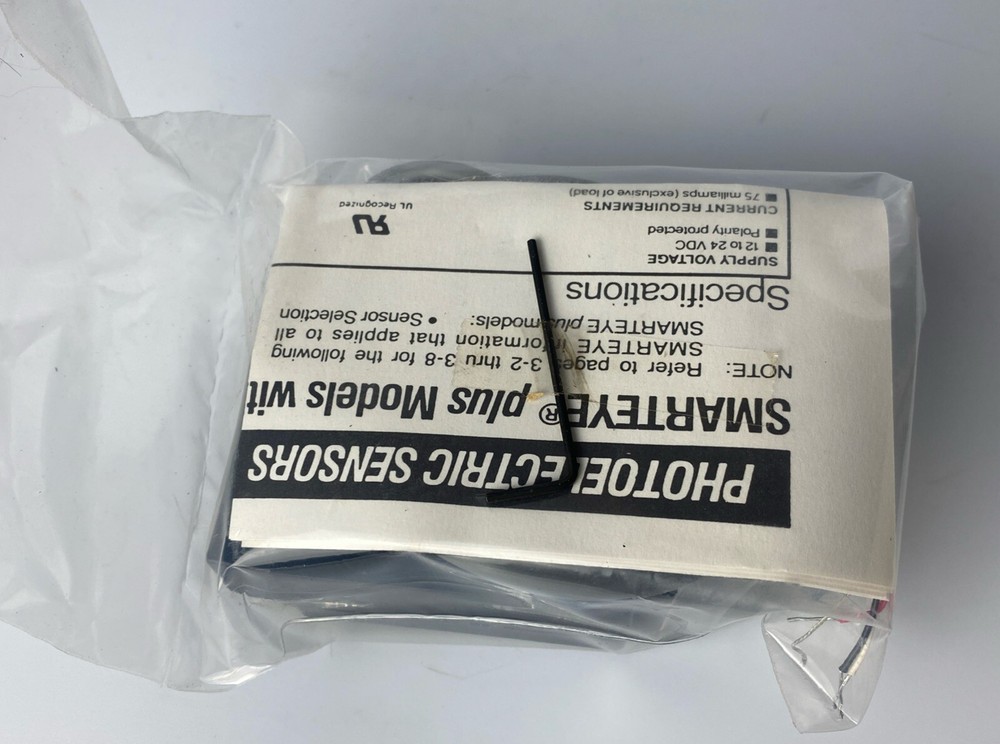 PHOTOELECTRIC SENSORS
SMARTEYE® plus Models with
NOTE: Refer to pages 3-2 thru 3-8 for the following
SMARTEYE information that applies to all
SMARTEYE plus models:
• Sensor Selection
Specifications
SUPPLY VOLTAGE
■ 12 to 24 VDC
■ Polarity protected
CURRENT REQUIREMENTS
■ 75 milliamps (exclusive of load)
RU
UL Recognized